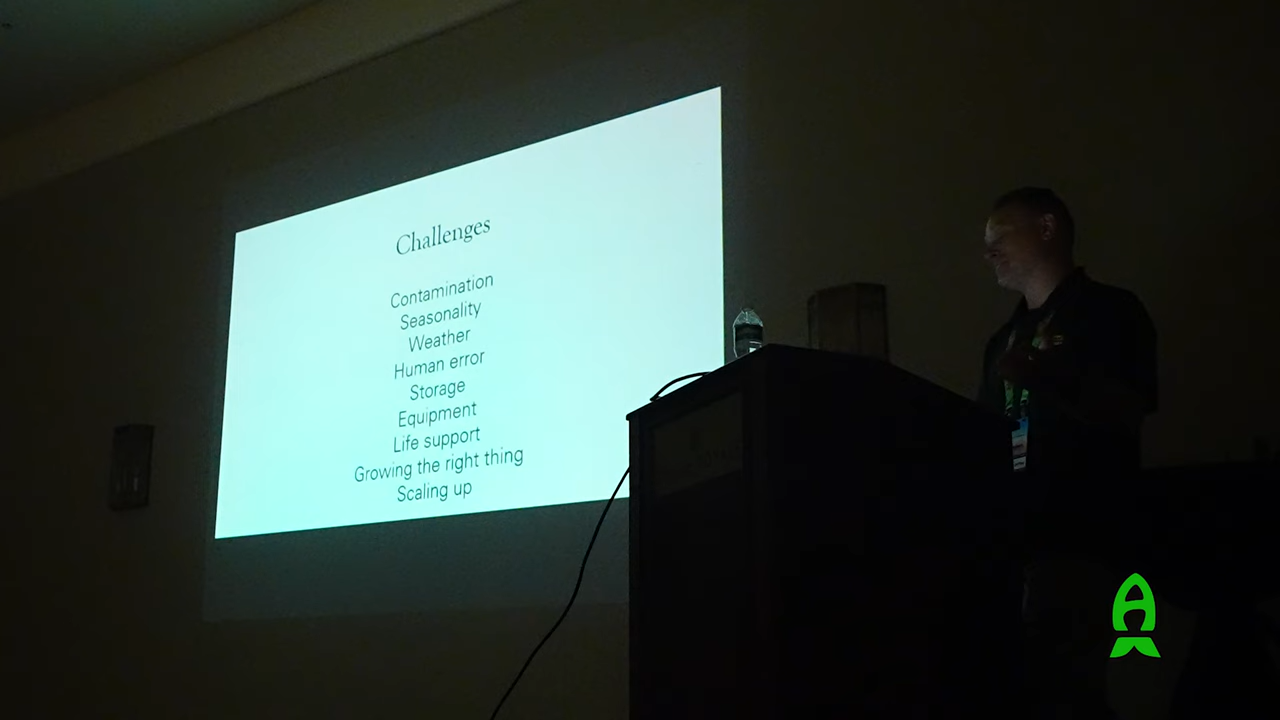 Challenges
Contamination
Seasonality
Weather
Human error
Storage
Equipment
Life support
Growing the right thing
Scaling up